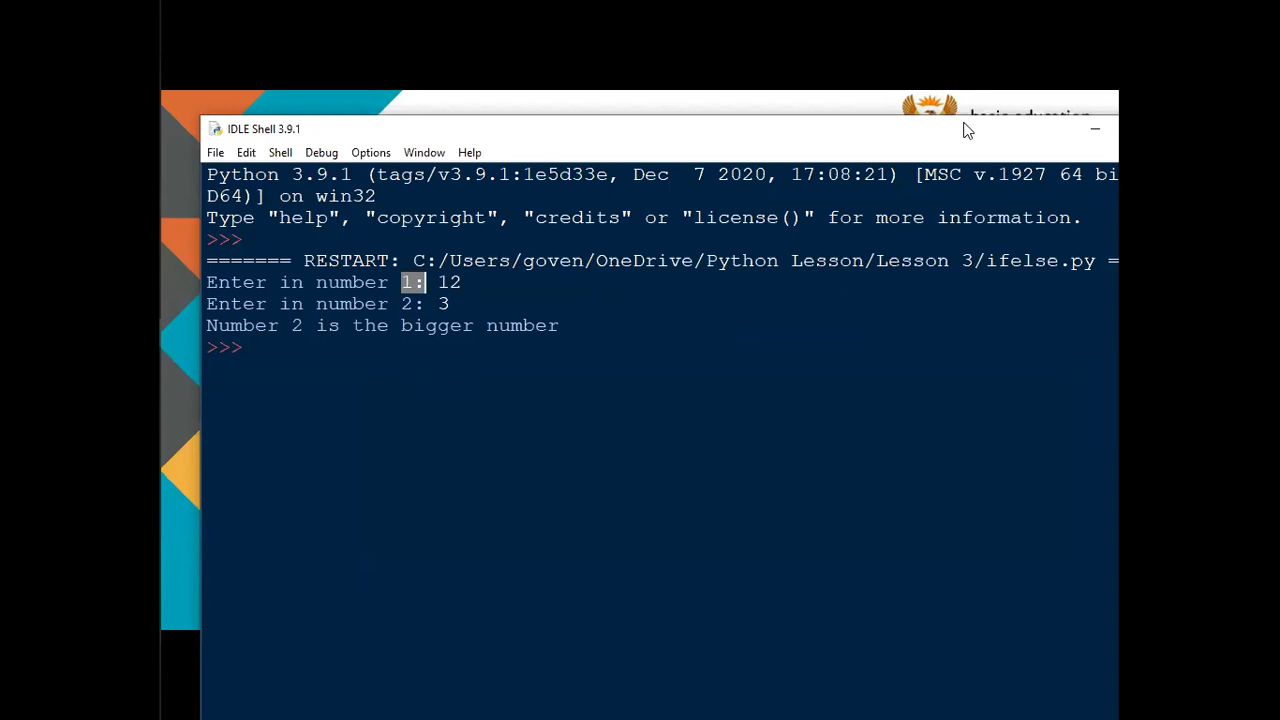 basic education
IDLE Shell 3.9.1
File Edit Shell Debug Options Window Help
Python 3.9.1 (tags/v3.9.1:1e5d33e, Dec 7 2020, 17:08:21) [MSC v.1927 64 bi
D64)] on win32
Type "help", "copyright", "credits" or "license()" for more information.
>>>
======= RESTART: C:/Users/goven/OneDrive/Python Lesson/Lesson 3/ifelse.py =
Enter in number 1: 12
Enter in number 2: 3
Number 2 is the bigger number
>>>